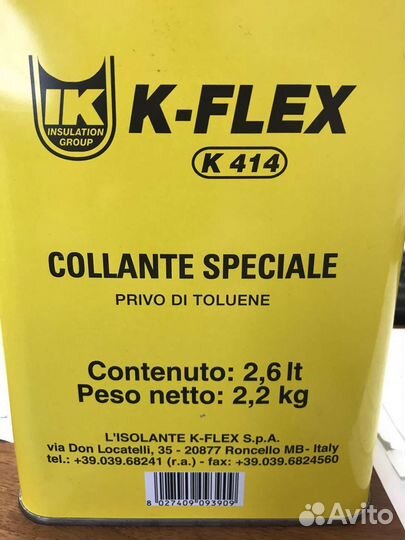 IK
INSULATION
GROUP
K-FLEX
K 414
COLLANTE SPECIALE
PRIVO DI TOLUENE
Contenuto: 2,6 lt
Peso netto: 2,2 kg
L'ISOLANTE K-FLEX S.p.A.
via Don Locatelli, 35 - 20877 Roncello MB- Italy
tel.: +39.039.68241 (r.a.) - fax: +39.039.6824560
8 027409 093909
Avito